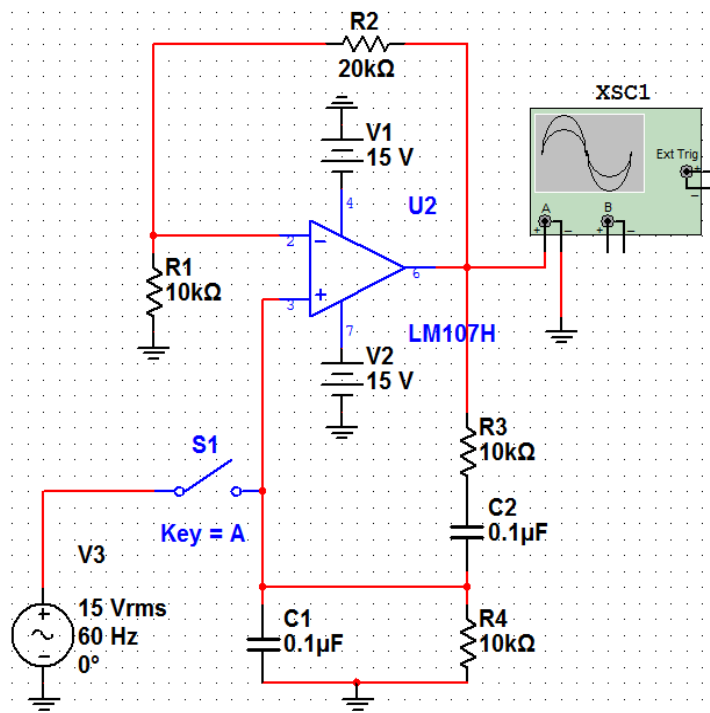 R2
20kΩ
XSC1
V1
15 V
Ext Trig
+
−
A
B
+
−
+
−
4
U2
2
−
6
R1
10kΩ
3
+
7
LM107H
V2
15 V
R3
10kΩ
S1
C2
0.1µF
Key = A
V3
15 Vrms
60 Hz
0°
+
−
C1
0.1µF
R4
10kΩ